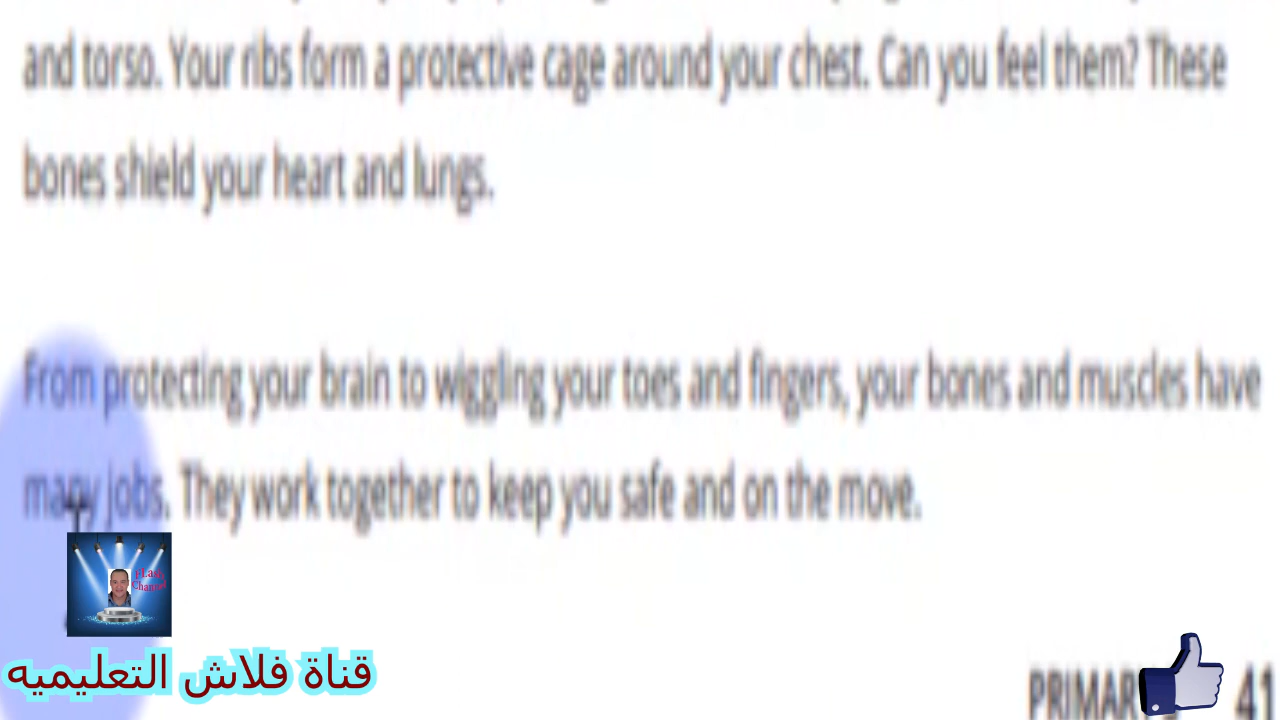 and torso. Your ribs form a protective cage around your chest. Can you feel them? These
bones shield your heart and lungs.
From protecting your brain to wiggling your toes and fingers, your bones and muscles have
many jobs. They work together to keep you safe and on the move.
fLash
Channel
قناة فلاش التعليميه
41